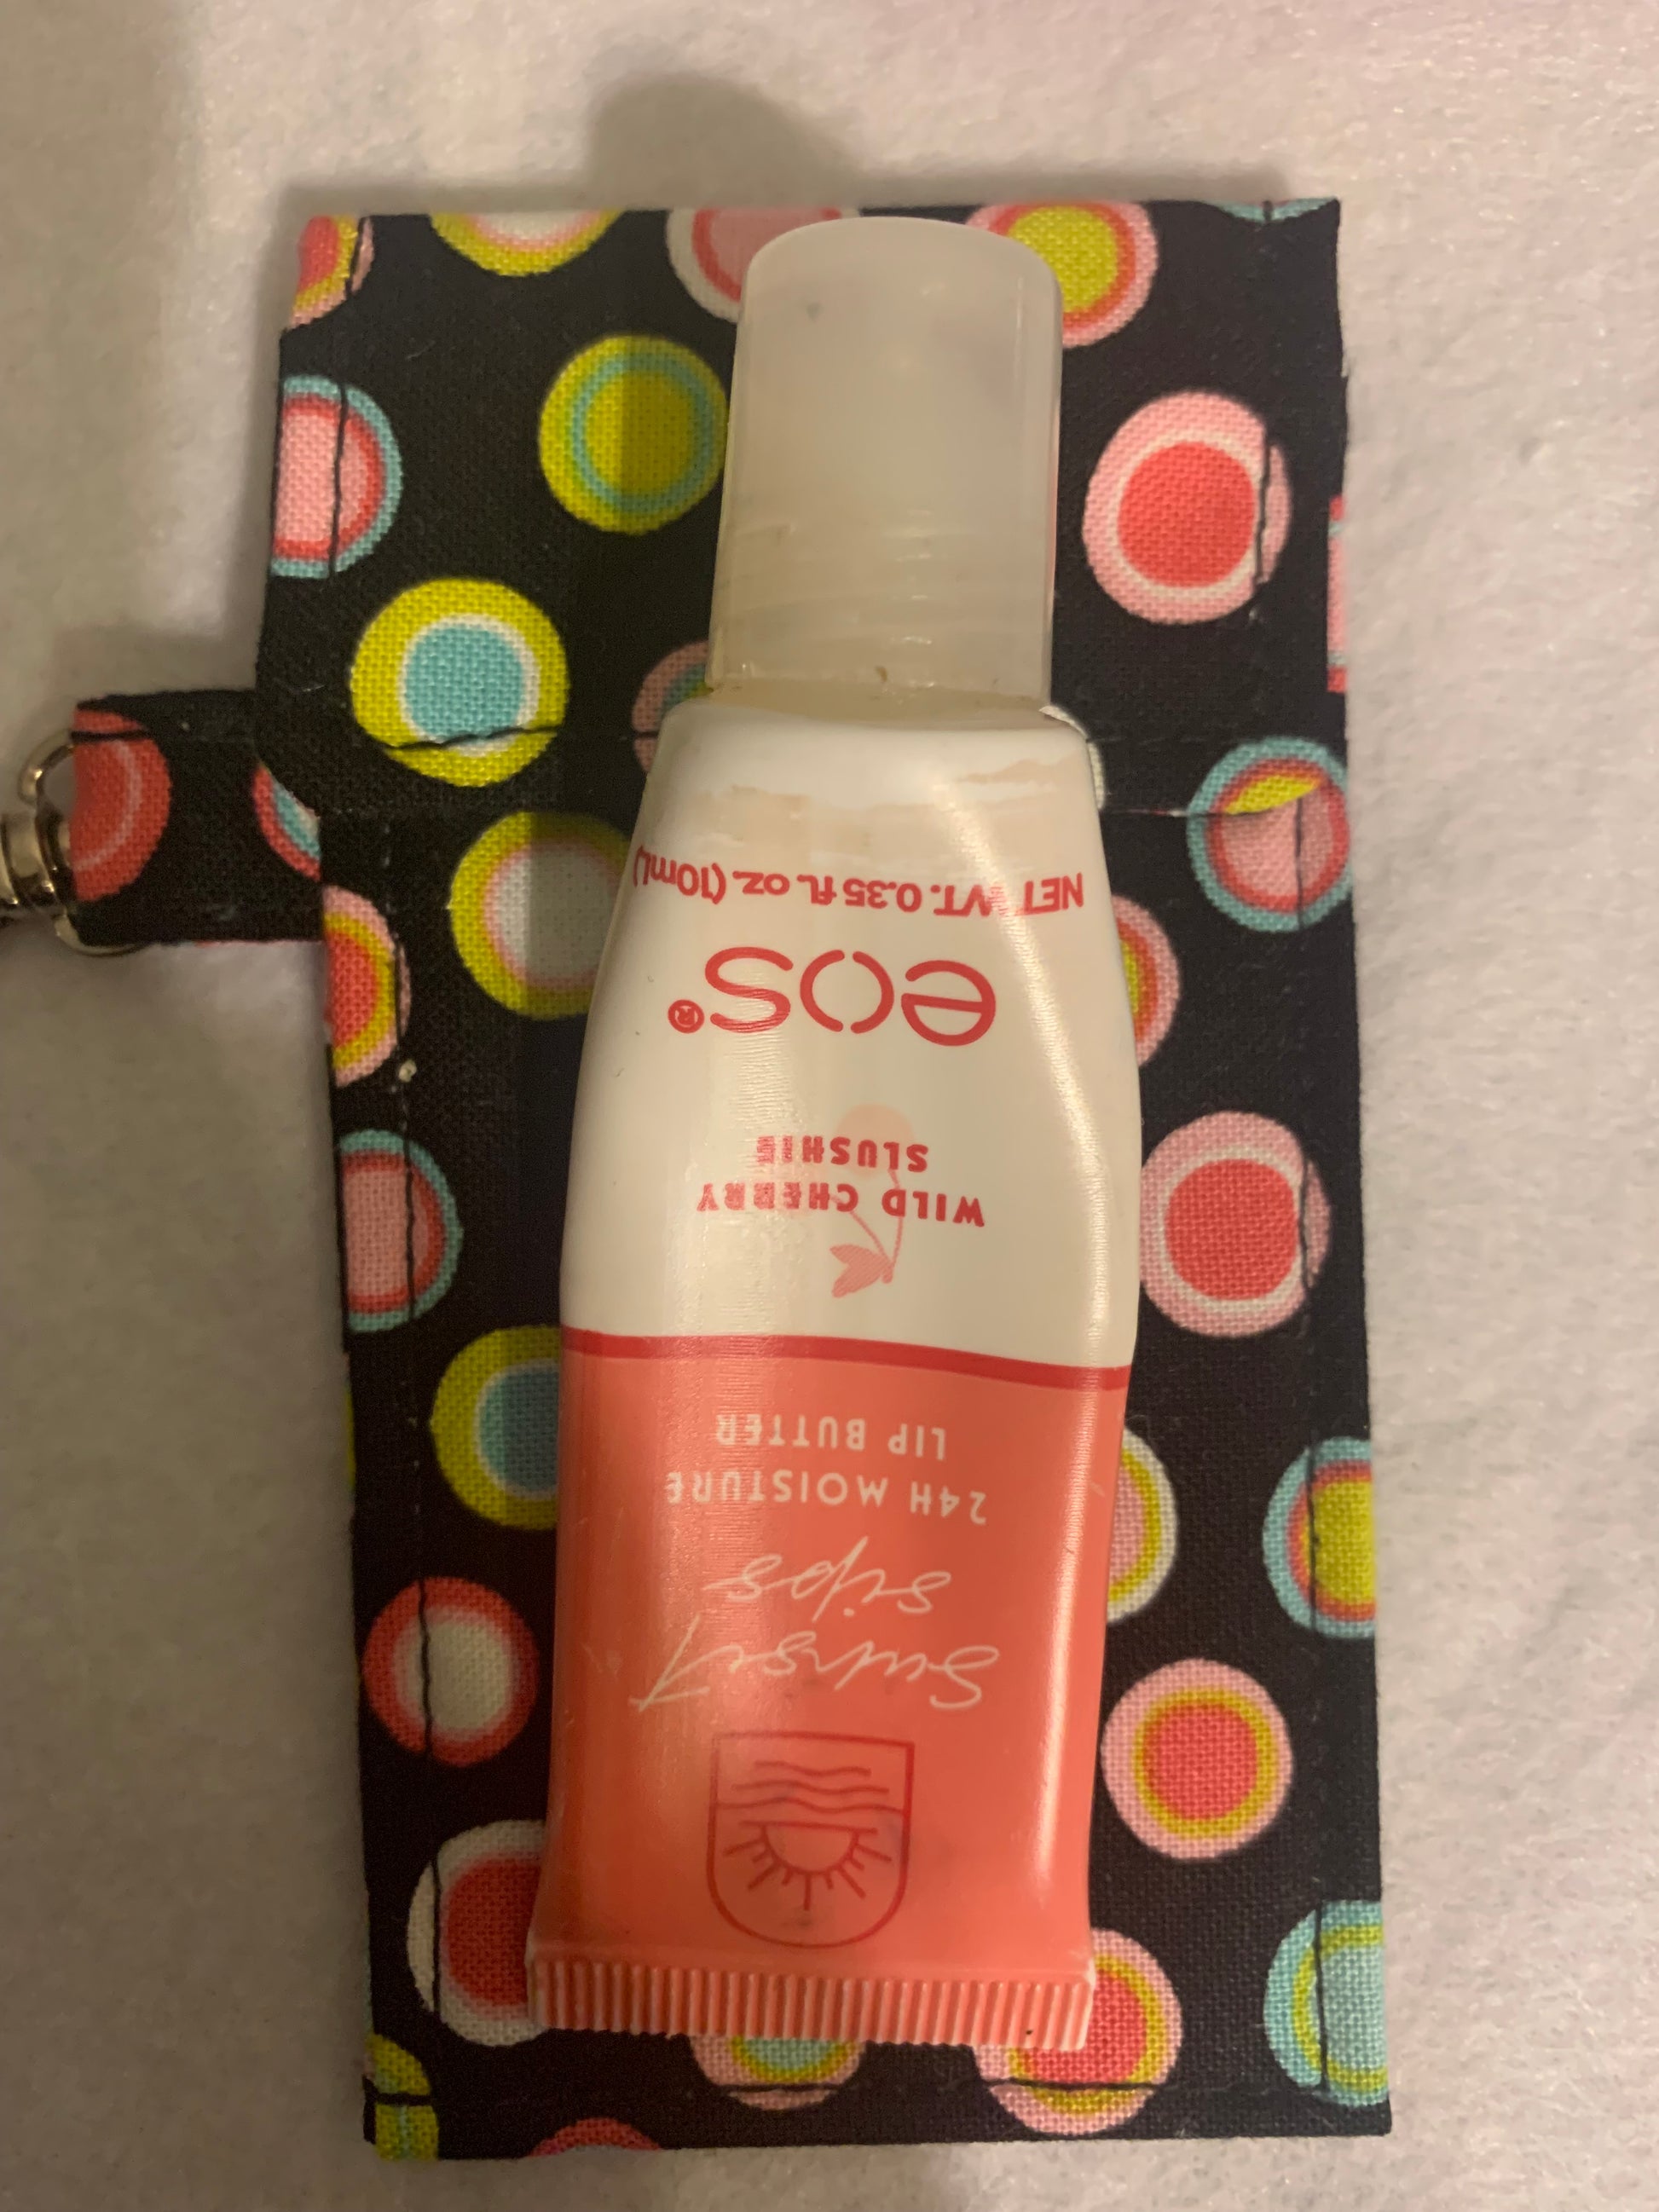 Sunset
sips
24H MOISTURE
LIP BUTTER
WILD CHERRY
SLUSHIE
eos®
NET WT. 0.35 fl. oz. (10mL)